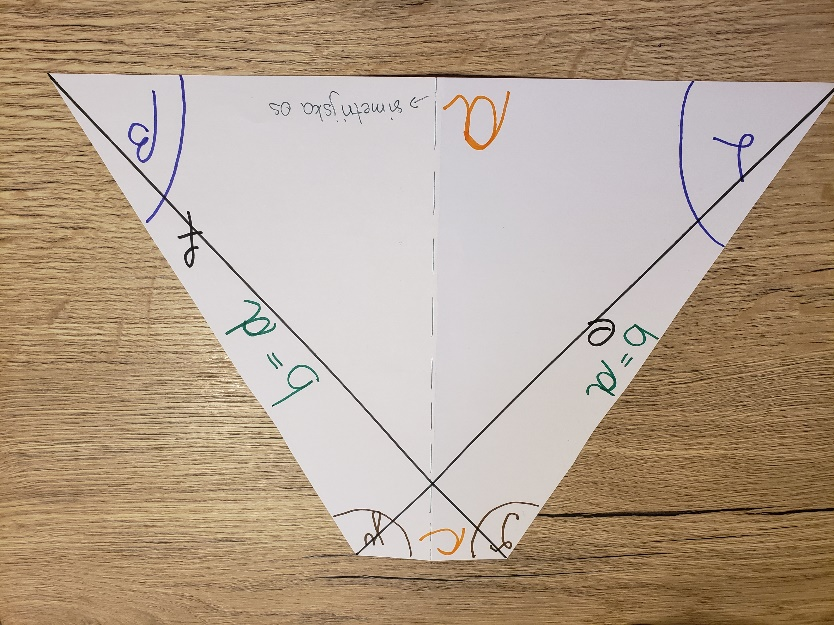 δ c γ
b = d
b = d
e
f
α
β
a
← simetrijska os